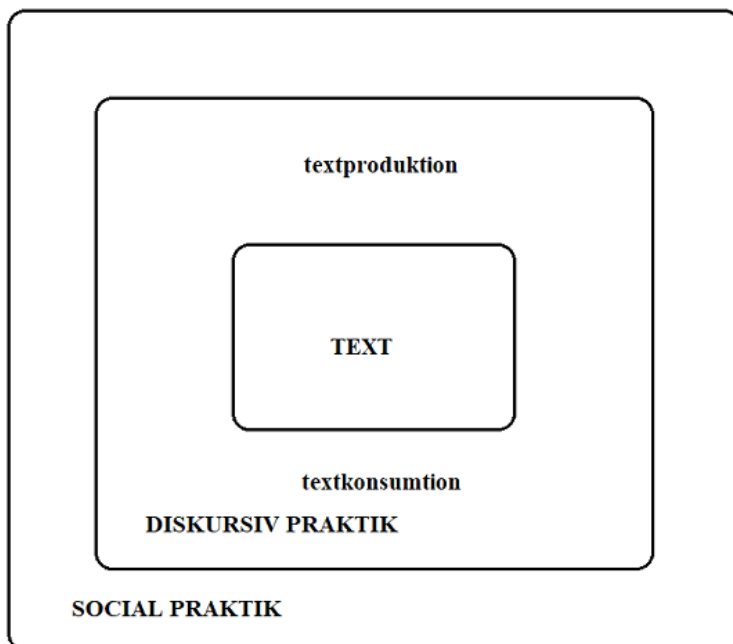 textproduktion
TEXT
textkonsumtion
DISKURSIV PRAKTIK
SOCIAL PRAKTIK